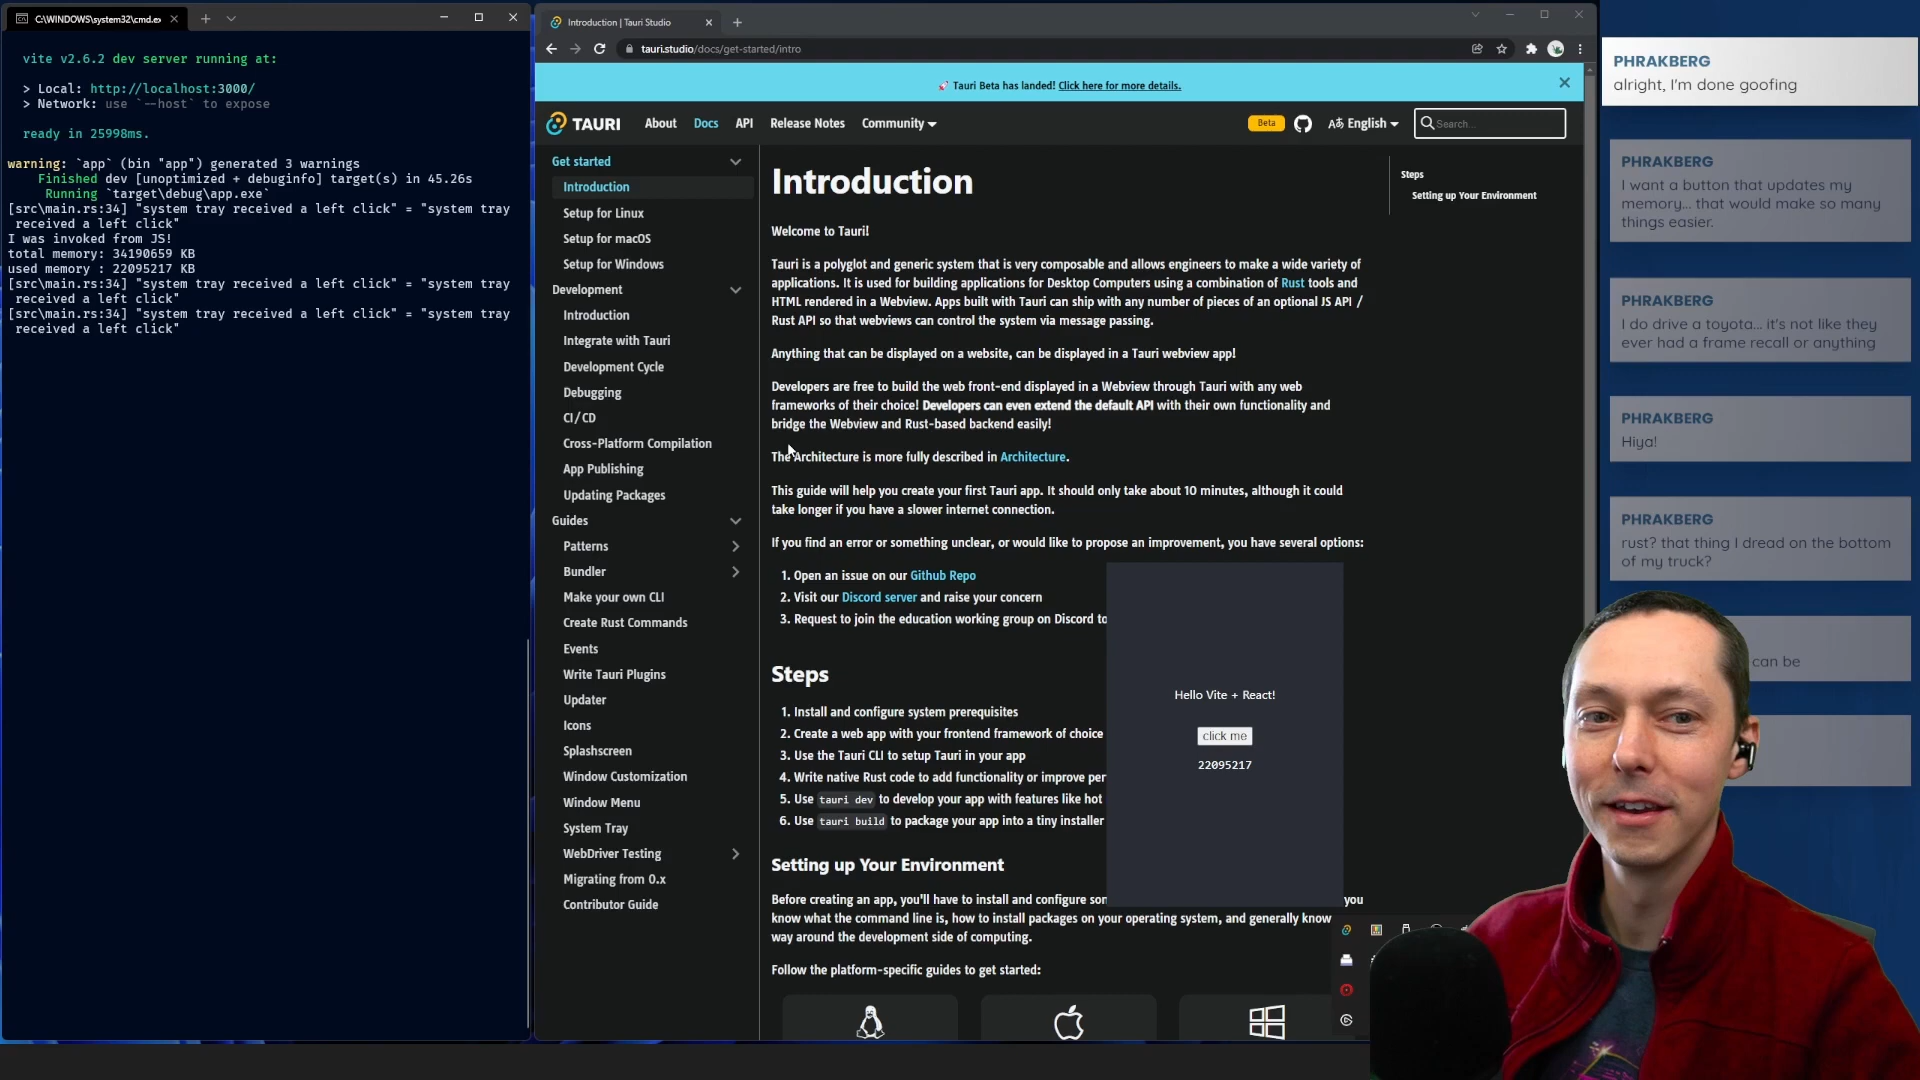 C:\WINDOWS\system32\cmd.ex
vite v2.6.2 dev server running at:
> Local: http://localhost:3000/
> Network: use `--host` to expose
ready in 25998ms.
warning: `app` (bin "app") generated 3 warnings
Finished dev [unoptimized + debuginfo] target(s) in 45.26s
Running `target\debug\app.exe`
[src\main.rs:34] "system tray received a left click" = "system tray
received a left click"
I was invoked from JS!
total memory: 34190659 KB
used memory : 22095217 KB
[src\main.rs:34] "system tray received a left click" = "system tray
received a left click"
[src\main.rs:34] "system tray received a left click" = "system tray
received a left click"
Introduction | Tauri Studio
tauri.studio/docs/get-started/intro
🚀 Tauri Beta has landed! Click here for more details.
TAURI
About
Docs
API
Release Notes
Community
Beta
English
Search...
Get started
Introduction
Setup for Linux
Setup for macOS
Setup for Windows
Development
Introduction
Integrate with Tauri
Development Cycle
Debugging
CI/CD
Cross-Platform Compilation
App Publishing
Updating Packages
Guides
Patterns
Bundler
Make your own CLI
Create Rust Commands
Events
Write Tauri Plugins
Updater
Icons
Splashscreen
Window Customization
Window Menu
System Tray
WebDriver Testing
Migrating from 0.x
Contributor Guide
Introduction
Welcome to Tauri!
Tauri is a polyglot and generic system that is very composable and allows engineers to make a wide variety of
applications. It is used for building applications for Desktop Computers using a combination of Rust tools and
HTML rendered in a Webview. Apps built with Tauri can ship with any number of pieces of an optional JS API /
Rust API so that webviews can control the system via message passing.
Anything that can be displayed on a website, can be displayed in a Tauri webview app!
Developers are free to build the web front-end displayed in a Webview through Tauri with any web
frameworks of their choice! Developers can even extend the default API with their own functionality and
bridge the Webview and Rust-based backend easily!
The Architecture is more fully described in Architecture.
This guide will help you create your first Tauri app. It should only take about 10 minutes, although it could
take longer if you have a slower internet connection.
If you find an error or something unclear, or would like to propose an improvement, you have several options:
1. Open an issue on our Github Repo
2. Visit our Discord server and raise your concern
3. Request to join the education working group on Discord to
Steps
1. Install and configure system prerequisites
2. Create a web app with your frontend framework of choice
3. Use the Tauri CLI to setup Tauri in your app
4. Write native Rust code to add functionality or improve per
5. Use tauri dev to develop your app with features like hot
6. Use tauri build to package your app into a tiny installer
Setting up Your Environment
Before creating an app, you'll have to install and configure som you
know what the command line is, how to install packages on your operating system, and generally know
way around the development side of computing.
Follow the platform-specific guides to get started:
Steps
Setting up Your Environment
Hello Vite + React!
click me
22095217
PHRAKBERG
alright, I'm done goofing
PHRAKBERG
I want a button that updates my
memory... that would make so many
things easier.
PHRAKBERG
I do drive a toyota... it's not like they
ever had a frame recall or anything
PHRAKBERG
Hiya!
PHRAKBERG
rust? that thing I dread on the bottom
of my truck?
can be